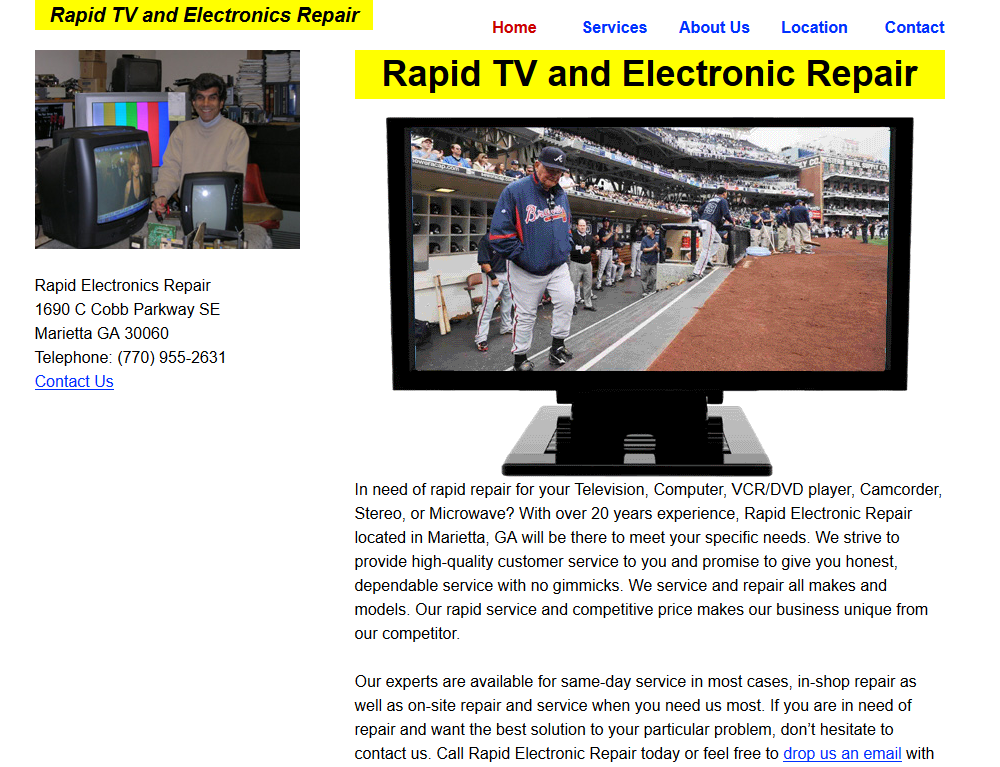 Rapid TV and Electronics Repair
Home Services About Us Location Contact
Rapid TV and Electronic Repair
Braves
Rapid Electronics Repair
1690 C Cobb Parkway SE
Marietta GA 30060
Telephone: (770) 955-2631
Contact Us
In need of rapid repair for your Television, Computer, VCR/DVD player, Camcorder,
Stereo, or Microwave? With over 20 years experience, Rapid Electronic Repair
located in Marietta, GA will be there to meet your specific needs. We strive to
provide high-quality customer service to you and promise to give you honest,
dependable service with no gimmicks. We service and repair all makes and
models. Our rapid service and competitive price makes our business unique from
our competitor.
Our experts are available for same-day service in most cases, in-shop repair as
well as on-site repair and service when you need us most. If you are in need of
repair and want the best solution to your particular problem, don’t hesitate to
contact us. Call Rapid Electronic Repair today or feel free to drop us an email with